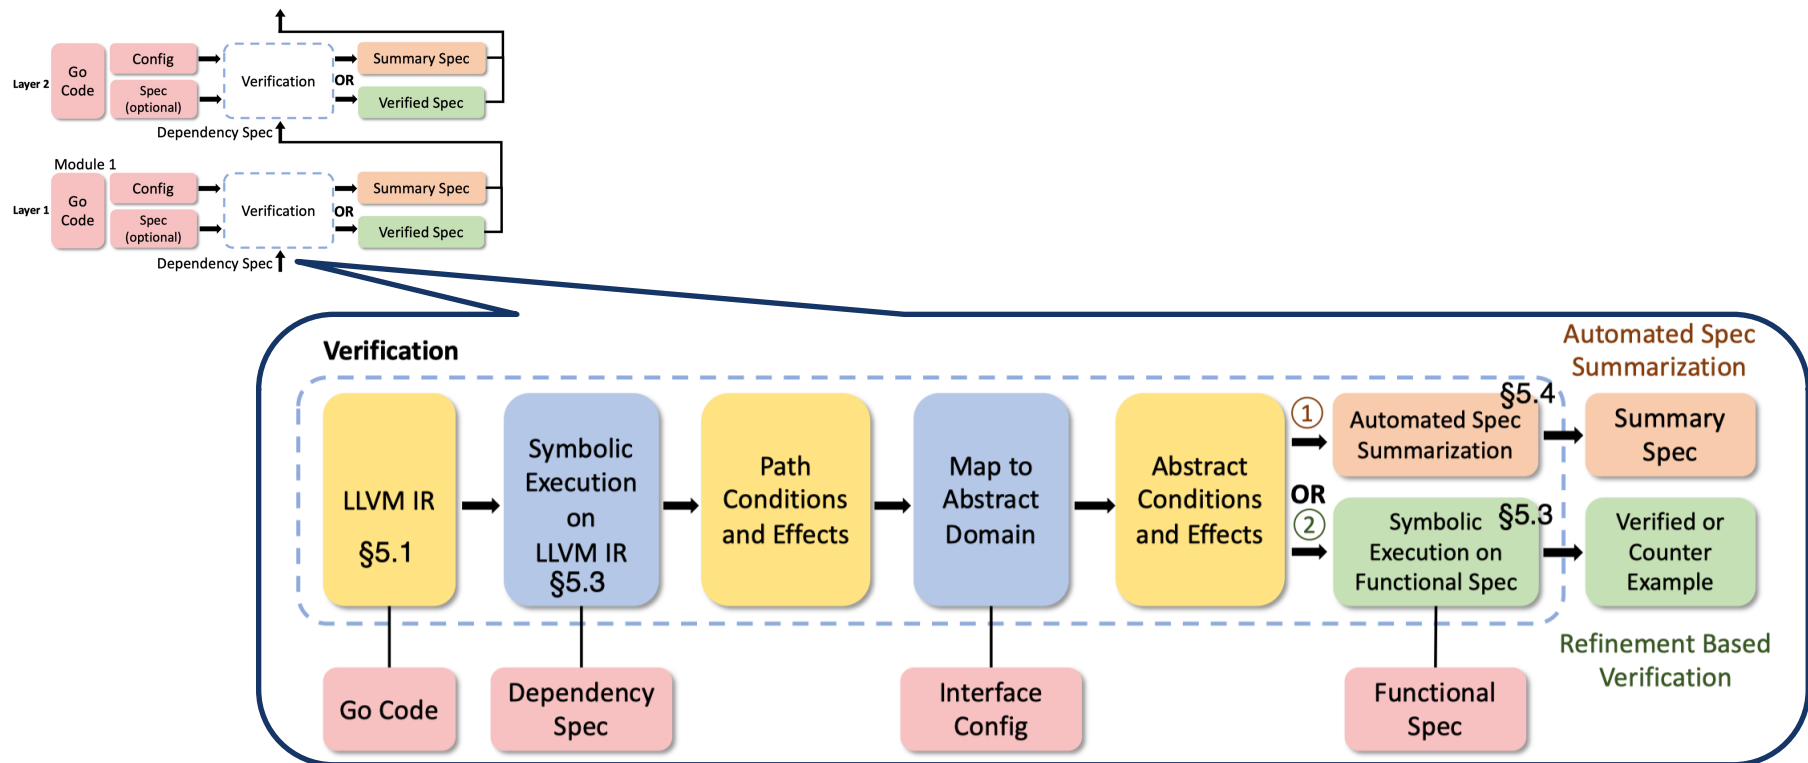 Layer 2
Go
Code
Config
Spec
(optional)
Verification
OR
Summary Spec
Verified Spec
Dependency Spec
Module 1
Layer 1
Go
Code
Config
Spec
(optional)
Verification
OR
Summary Spec
Verified Spec
Dependency Spec
Verification
Automated Spec
Summarization
LLVM IR
§5.1
Symbolic
Execution
on
LLVM IR
§5.3
Path
Conditions
and Effects
Map to
Abstract
Domain
Abstract
Conditions
and Effects
1
OR
2
§5.4
Automated Spec
Summarization
Summary
Spec
§5.3
Symbolic
Execution on
Functional Spec
Verified or
Counter
Example
Refinement Based
Verification
Go Code
Dependency
Spec
Interface
Config
Functional
Spec